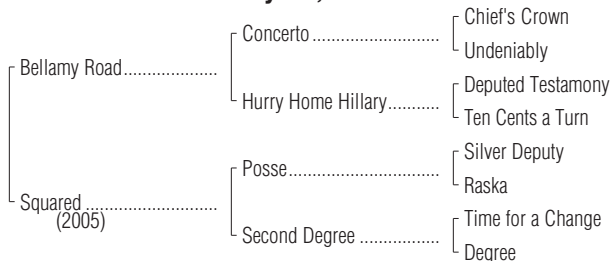 Chief's Crown
Concerto
Undeniably
Bellamy Road
Deputed Testamony
Hurry Home Hillary
Ten Cents a Turn
Silver Deputy
Posse
Raska
Squared
(2005)
Time for a Change
Second Degree
Degree